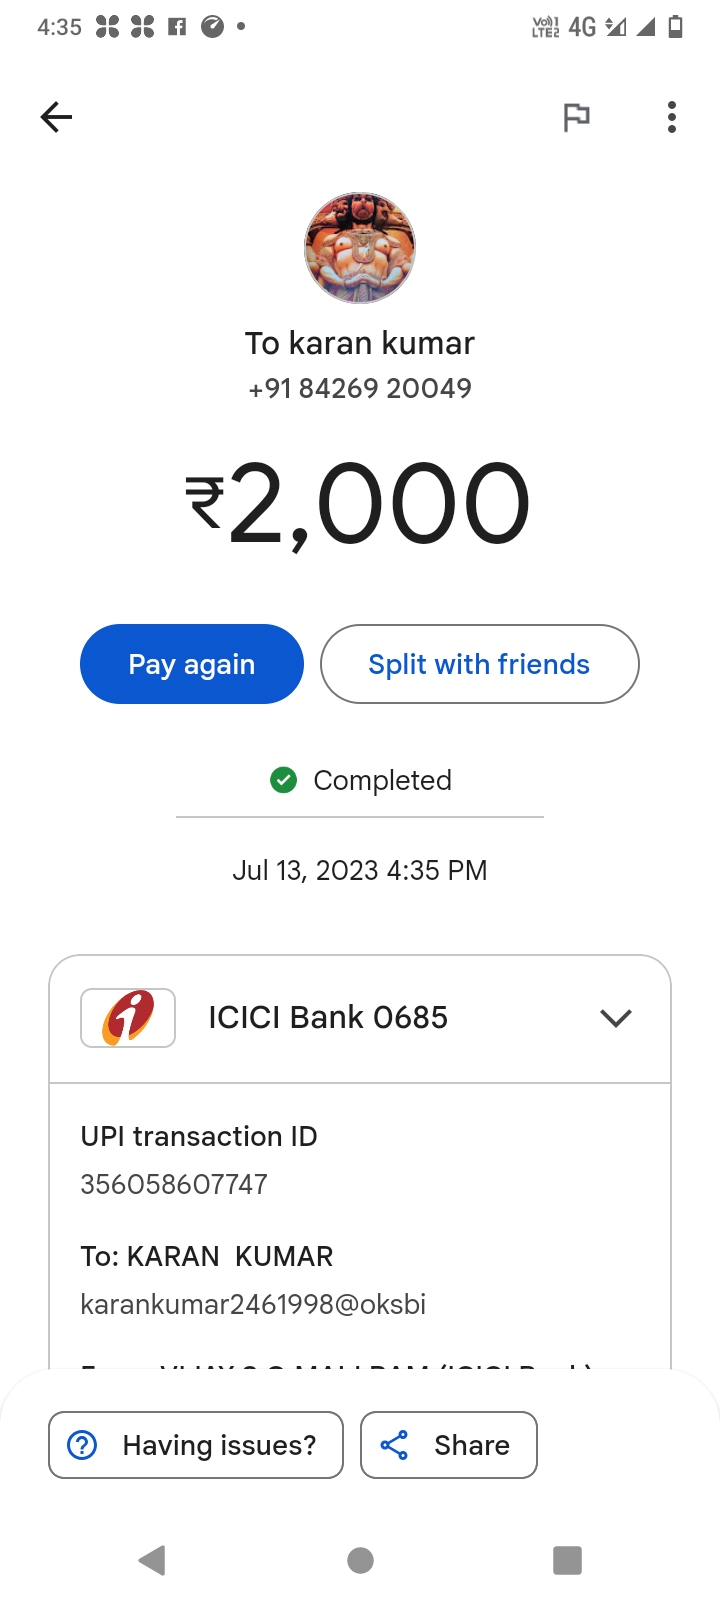 4:35
Vo)) 1
LTE2
4G
To karan kumar
+91 84269 20049
₹2,000
Pay again
Split with friends
Completed
Jul 13, 2023 4:35 PM
ICICI Bank 0685
UPI transaction ID
356058607747
To: KARAN  KUMAR
karankumar2461998@oksbi
Having issues?
Share